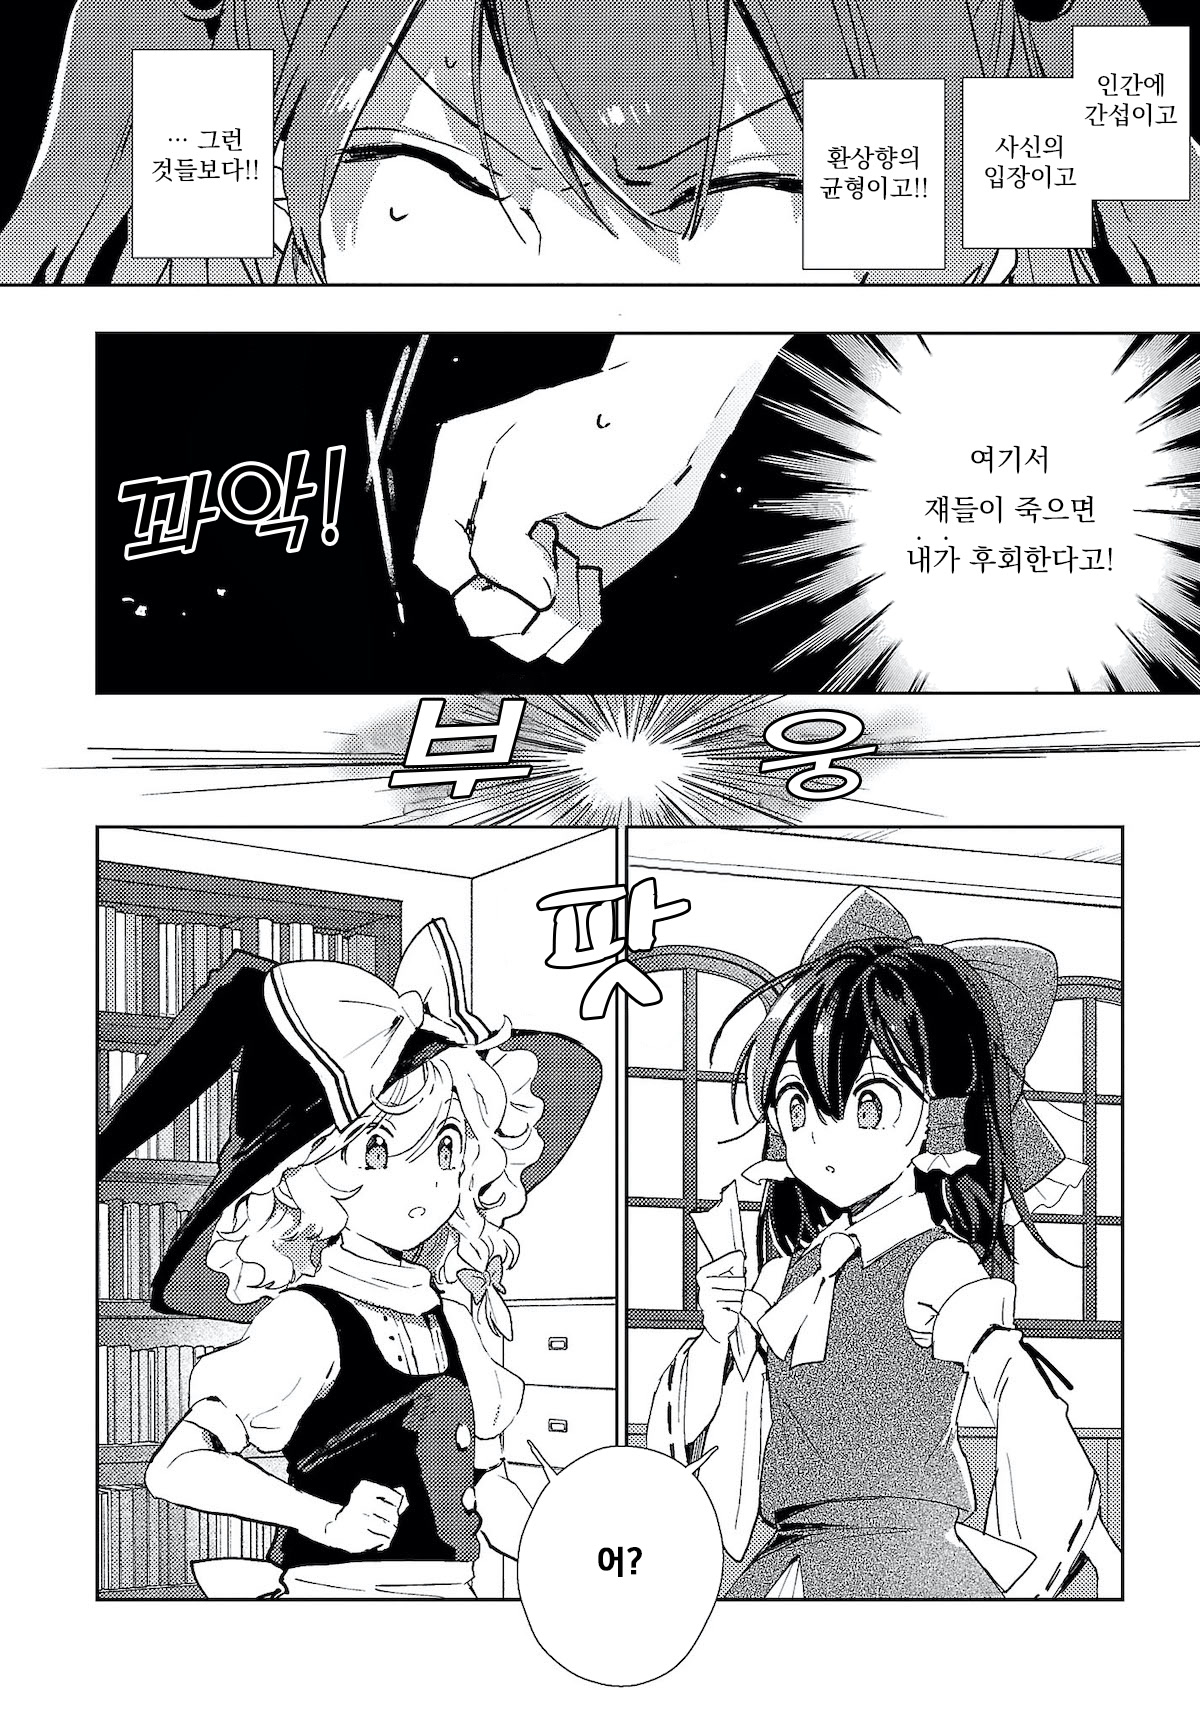 인간에
간섭이고
사신의
입장이고
환상향의
균형이고!!
… 그런
것들보다!!
여기서
쟤들이 죽으면
내가 후회한다고!
꽈악!
부웅
팟
어?